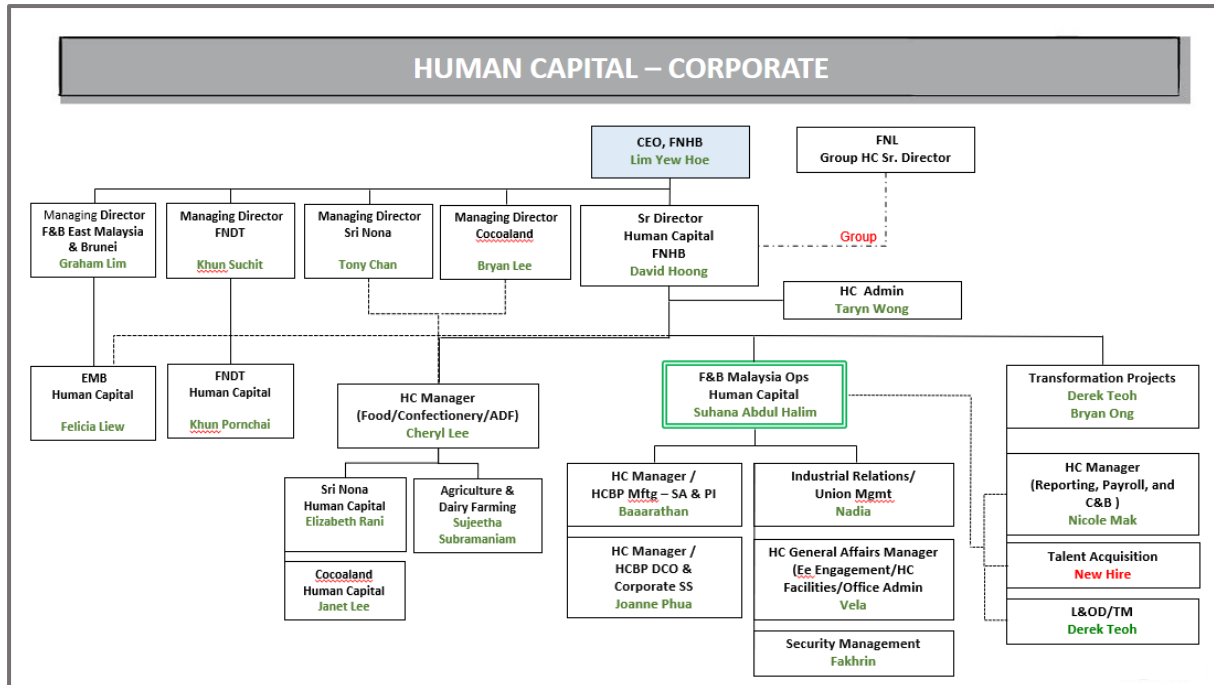 HUMAN CAPITAL – CORPORATE
CEO, FNHB
Lim Yew Hoe
FNL
Group HC Sr. Director
Managing Director
F&B East Malaysia
& Brunei
Graham Lim
Managing Director
FNDT
Khun Suchit
Managing Director
Sri Nona
Tony Chan
Managing Director
Cocoaland
Bryan Lee
Sr Director
Human Capital
FNHB
David Hoong
Group
HC Admin
Taryn Wong
EMB
Human Capital
Felicia Liew
FNDT
Human Capital
Khun Pornchai
HC Manager
(Food/Confectionery/ADF)
Cheryl Lee
F&B Malaysia Ops
Human Capital
Suhana Abdul Halim
Transformation Projects
Derek Teoh
Bryan Ong
Sri Nona
Human Capital
Elizabeth Rani
Agriculture &
Dairy Farming
Sujeetha
Subramaniam
HC Manager /
HCBP Mftg – SA & PI
Baaarathan
Industrial Relations/
Union Mgmt
Nadia
HC Manager
(Reporting, Payroll, and
C&B )
Nicole Mak
Cocoaland
Human Capital
Janet Lee
HC Manager /
HCBP DCO &
Corporate SS
Joanne Phua
HC General Affairs Manager
(Ee Engagement/HC
Facilities/Office Admin
Vela
Talent Acquisition
New Hire
L&OD/TM
Derek Teoh
Security Management
Fakhrin